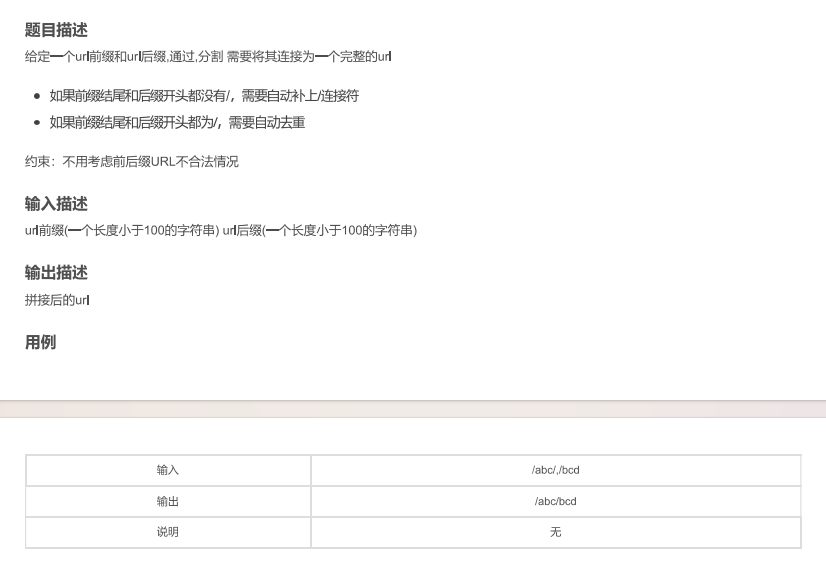 题目描述
给定一个url前缀和url后缀,通过,分割 需要将其连接为一个完整的url
如果前缀结尾和后缀开头都没有/，需要自动补上/连接符
如果前缀结尾和后缀开头都为/，需要自动去重
约束：不用考虑前后缀URL不合法情况
输入描述
url前缀(一个长度小于100的字符串) url后缀(一个长度小于100的字符串)
输出描述
拼接后的url
用例
输入 /abc/,/bcd
输出 /abc/bcd
说明 无